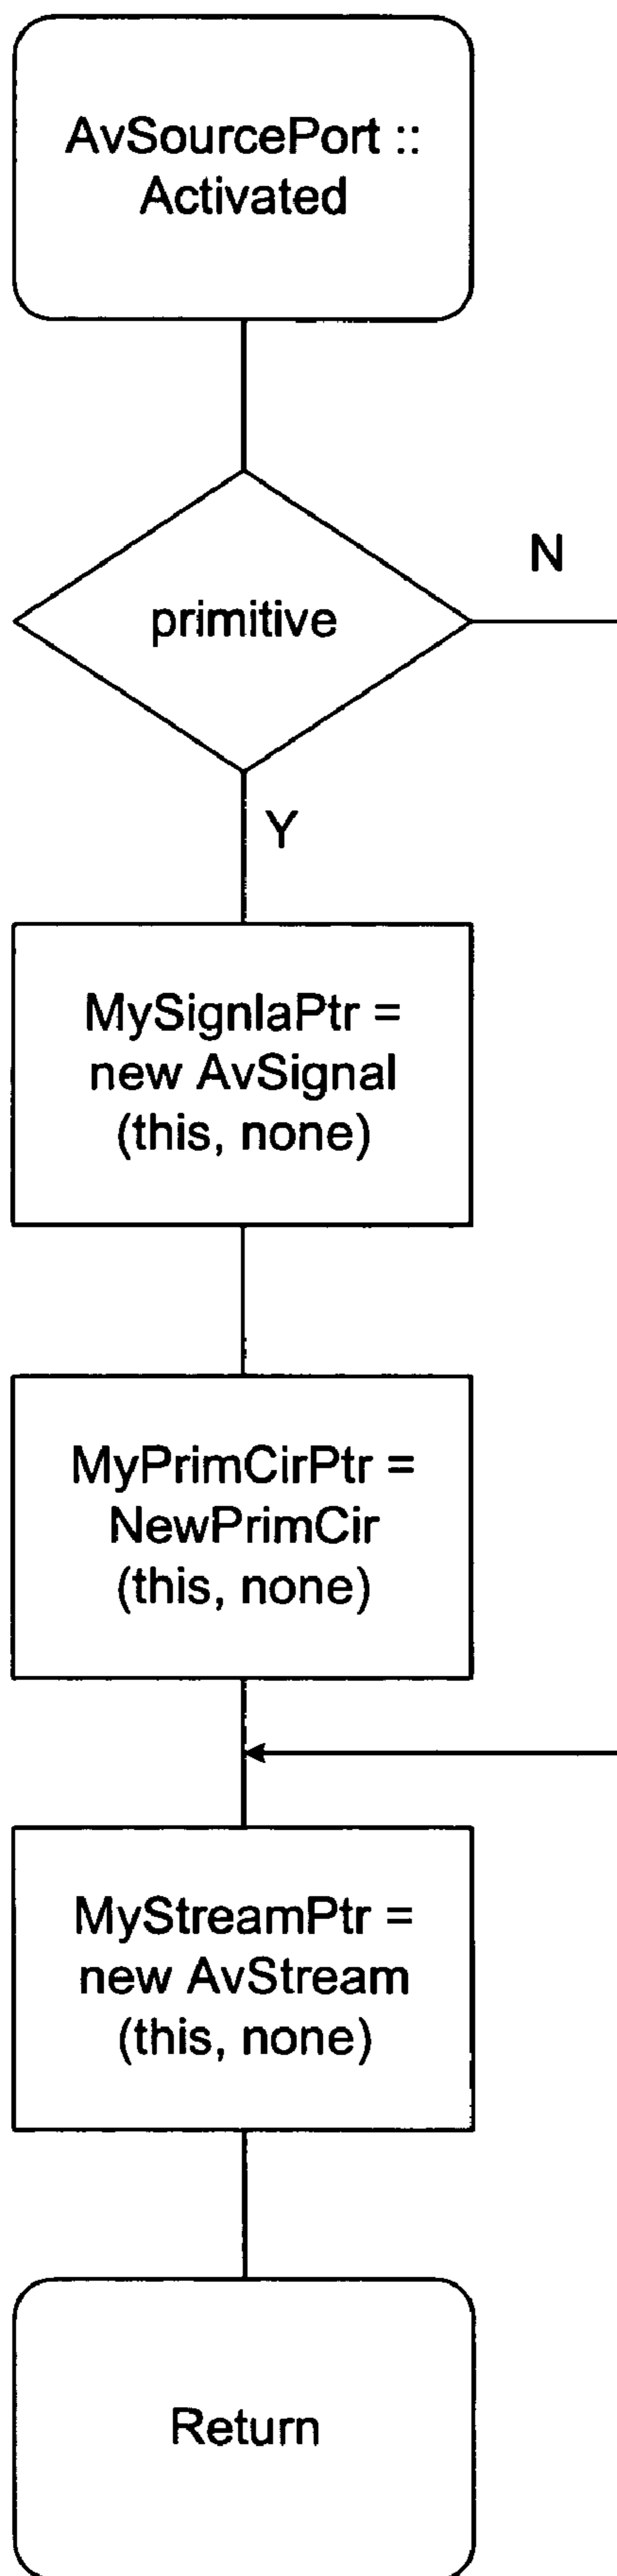 AvSourcePort ::
Activated
primitive
N
Y
MySignlaPtr =
new AvSignal
(this, none)
MyPrimCirPtr =
NewPrimCir
(this, none)
MyStreamPtr =
new AvStream
(this, none)
Return